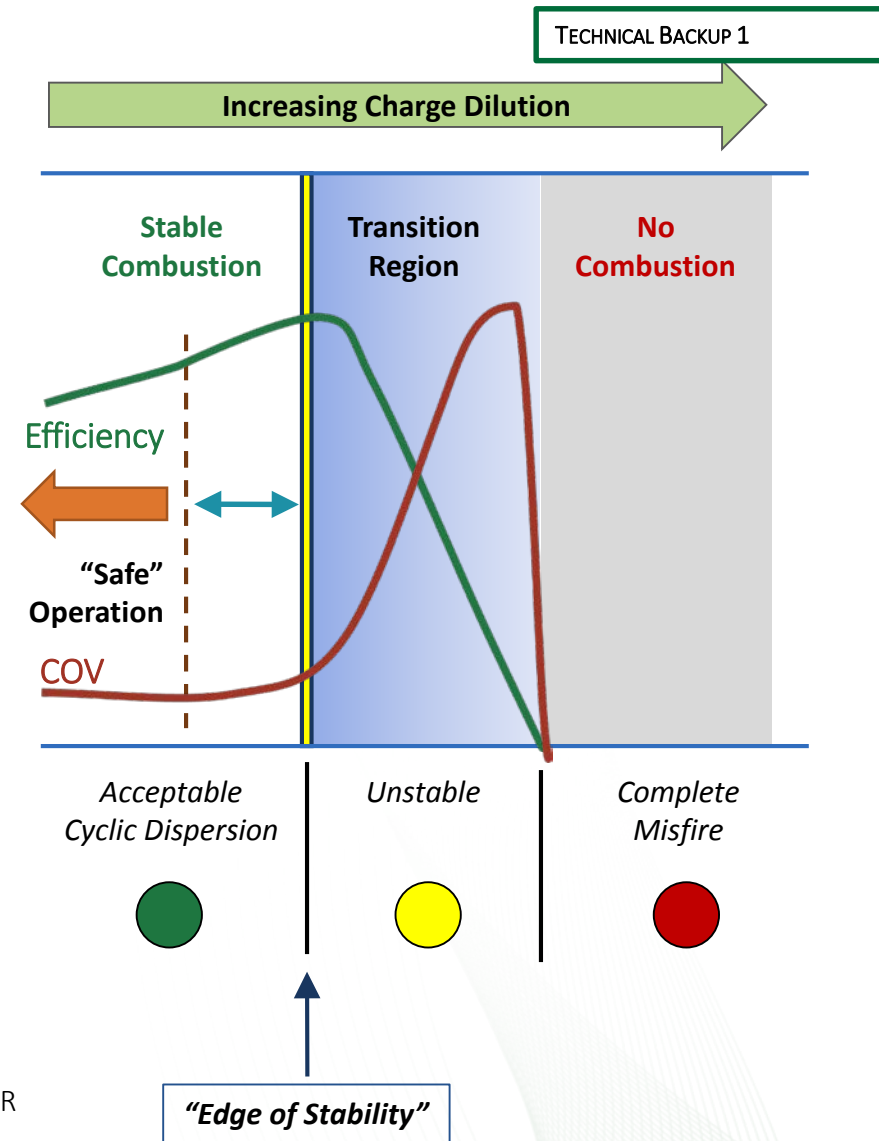 TECHNICAL BACKUP 1
Increasing Charge Dilution
Stable
Combustion
Transition
Region
No
Combustion
Efficiency
“Safe”
Operation
COV
Acceptable
Cyclic Dispersion
Unstable
Complete
Misfire
R
“Edge of Stability”